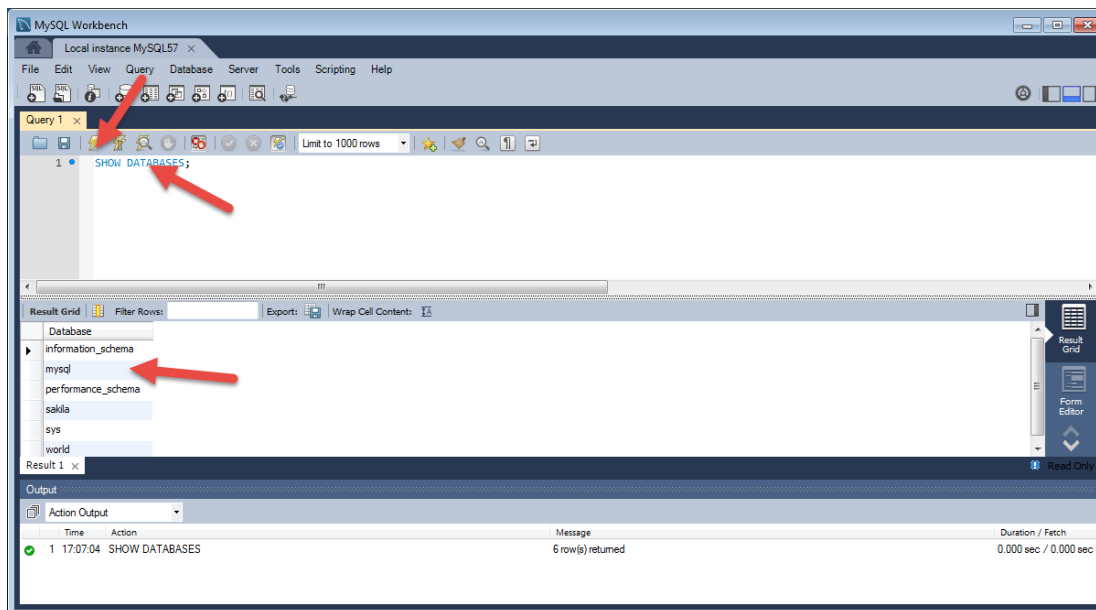 MySQL Workbench
Local instance MySQL57 ×
File Edit View Query Database Server Tools Scripting Help
Query 1 ×
Limit to 1000 rows
1 SHOW DATABASES;
Result Grid Filter Rows: Export: Wrap Cell Content:
Database
information_schema
mysql
performance_schema
sakila
sys
world
Result Grid
Form Editor
Result 1 × Read Only
Output
Action Output
Time Action Message Duration / Fetch
1 17:07:04 SHOW DATABASES 6 row(s) returned 0.000 sec / 0.000 sec